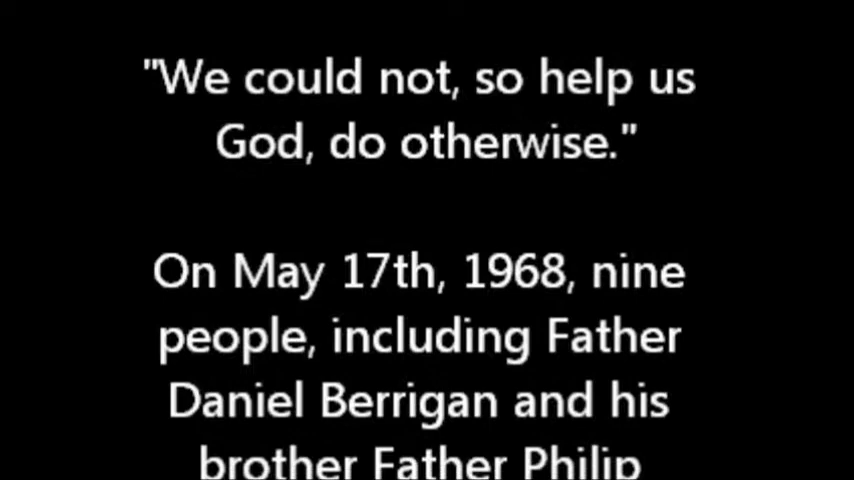 "We could not, so help us
God, do otherwise."
On May 17th, 1968, nine
people, including Father
Daniel Berrigan and his
brother Father Philip